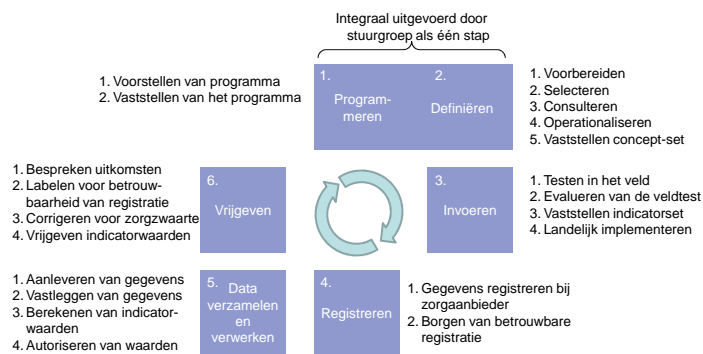 Integraal uitgevoerd door
stuurgroep als één stap
1. Voorstellen van programma
2. Vaststellen van het programma
1.
Program-
meren
2.
Definiëren
1. Voorbereiden
2. Selecteren
3. Consulteren
4. Operationaliseren
5. Vaststellen concept-set
1. Bespreken uitkomsten
2. Labelen voor betrouw-
baarheid van registratie
3. Corrigeren voor zorgzwaarte
4. Vrijgeven indicatorwaarden
6.
Vrijgeven
3.
Invoeren
1. Testen in het veld
2. Evalueren van de veldtest
3. Vaststellen indicatorset
4. Landelijk implementeren
1. Aanleveren van gegevens
2. Vastleggen van gegevens
3. Berekenen van indicator-
waarden
4. Autoriseren van waarden
5. Data
verzamelen
en
verwerken
4.
Registreren
1. Gegevens registreren bij
zorgaanbieder
2. Borgen van betrouwbare
registratie